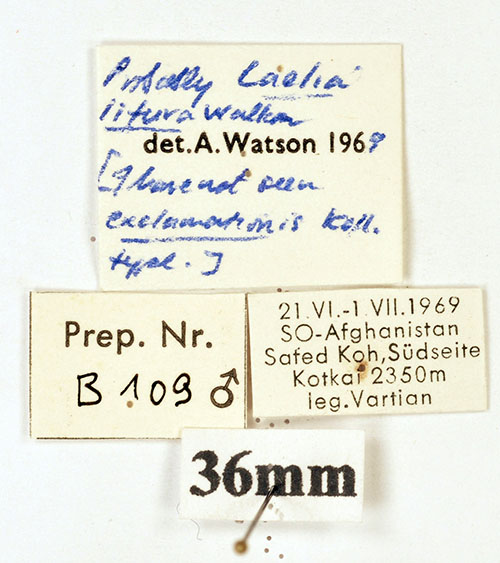 Probably Laelia
litura Walker
det.A.Watson 1969
[I have not seen
exclamationis Koll.
type.]
Prep. Nr.
B 109 ♂
21.VI.-1.VII.1969
SO-Afghanistan
Safed Koh,Südseite
Kotkai 2350m
leg.Vartian
36mm